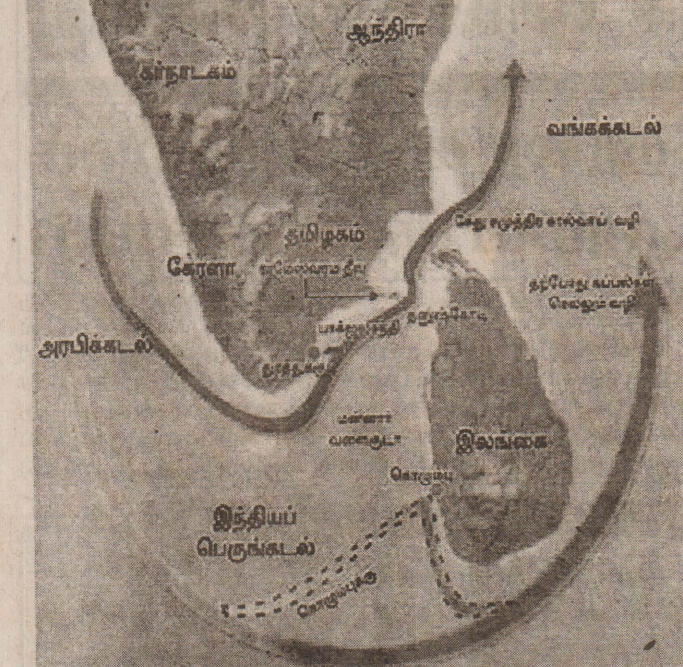 ஆந்திரா
கர்நாடகம்
வங்கக்கடல்
சேது சமுத்திர கால்வாய் வழி
தமிழகம்
கேரளா
ராமேஸ்வரம் தீவு
தற்போது கப்பல்கள்
செல்லும் வழி
பாக்ஜலசந்தி
தனுஷ்கோடி
அரபிக்கடல்
தூத்துக்குடி
மன்னார்
வளைகுடா
இலங்கை
கொழும்பு
இந்தியப்
பெருங்கடல்
கொழும்புக்கு